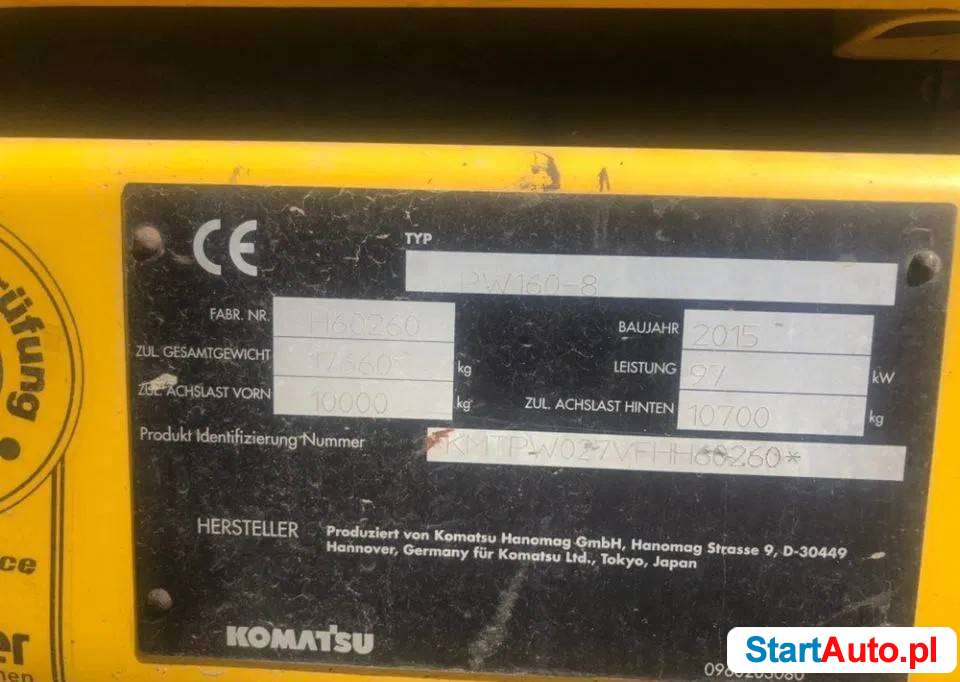 CE
TYP
PW160-8
FABR. NR. H60260 BAUJAHR 2015
ZUL. GESAMTGEWICHT kg LEISTUNG 97 kW
ZUL. ACHSLAST VORN 10000 kg ZUL. ACHSLAST HINTEN 10700 kg
Produkt Identifizierung Nummer *KMTPW027VFHH60260*
HERSTELLER Produziert von Komatsu Hanomag GmbH, Hanomag Strasse 9, D-30449
Hannover, Germany für Komatsu Ltd., Tokyo, Japan
KOMATSU
StartAuto.pl